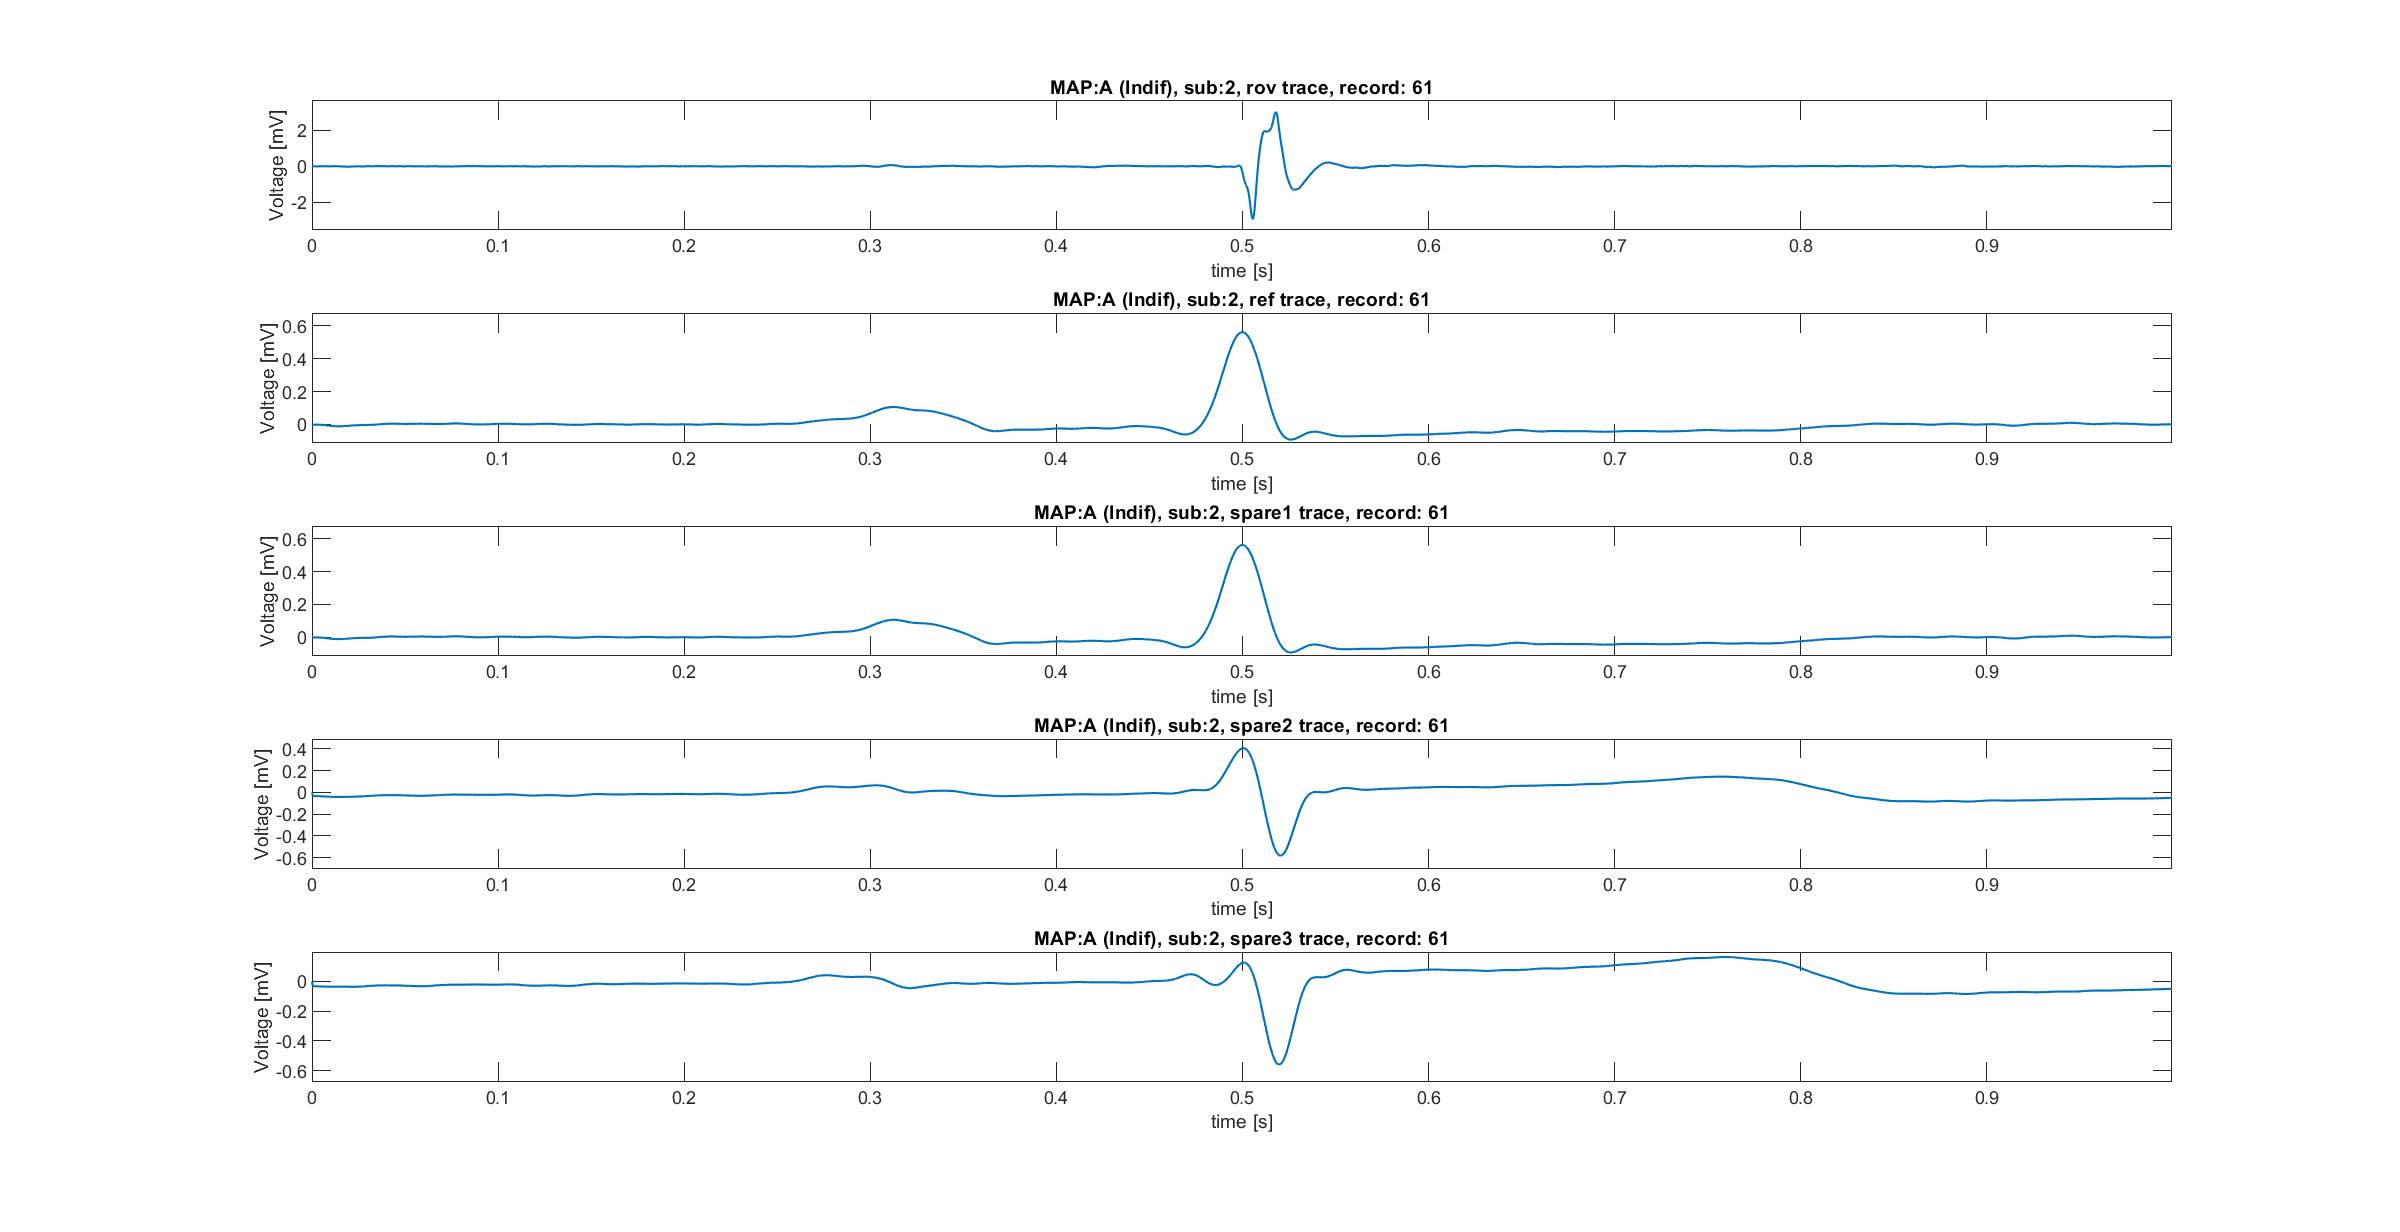 MAP:A (Indif), sub:2, rov trace, record: 61
Voltage [mV]
2
0
-2
0 0.1 0.2 0.3 0.4 0.5 0.6 0.7 0.8 0.9
time [s]
MAP:A (Indif), sub:2, ref trace, record: 61
Voltage [mV]
0.6
0.4
0.2
0
0 0.1 0.2 0.3 0.4 0.5 0.6 0.7 0.8 0.9
time [s]
MAP:A (Indif), sub:2, spare1 trace, record: 61
Voltage [mV]
0.6
0.4
0.2
0
0 0.1 0.2 0.3 0.4 0.5 0.6 0.7 0.8 0.9
time [s]
MAP:A (Indif), sub:2, spare2 trace, record: 61
Voltage [mV]
0.4
0.2
0
-0.2
-0.4
-0.6
0 0.1 0.2 0.3 0.4 0.5 0.6 0.7 0.8 0.9
time [s]
MAP:A (Indif), sub:2, spare3 trace, record: 61
Voltage [mV]
0
-0.2
-0.4
-0.6
0 0.1 0.2 0.3 0.4 0.5 0.6 0.7 0.8 0.9
time [s]